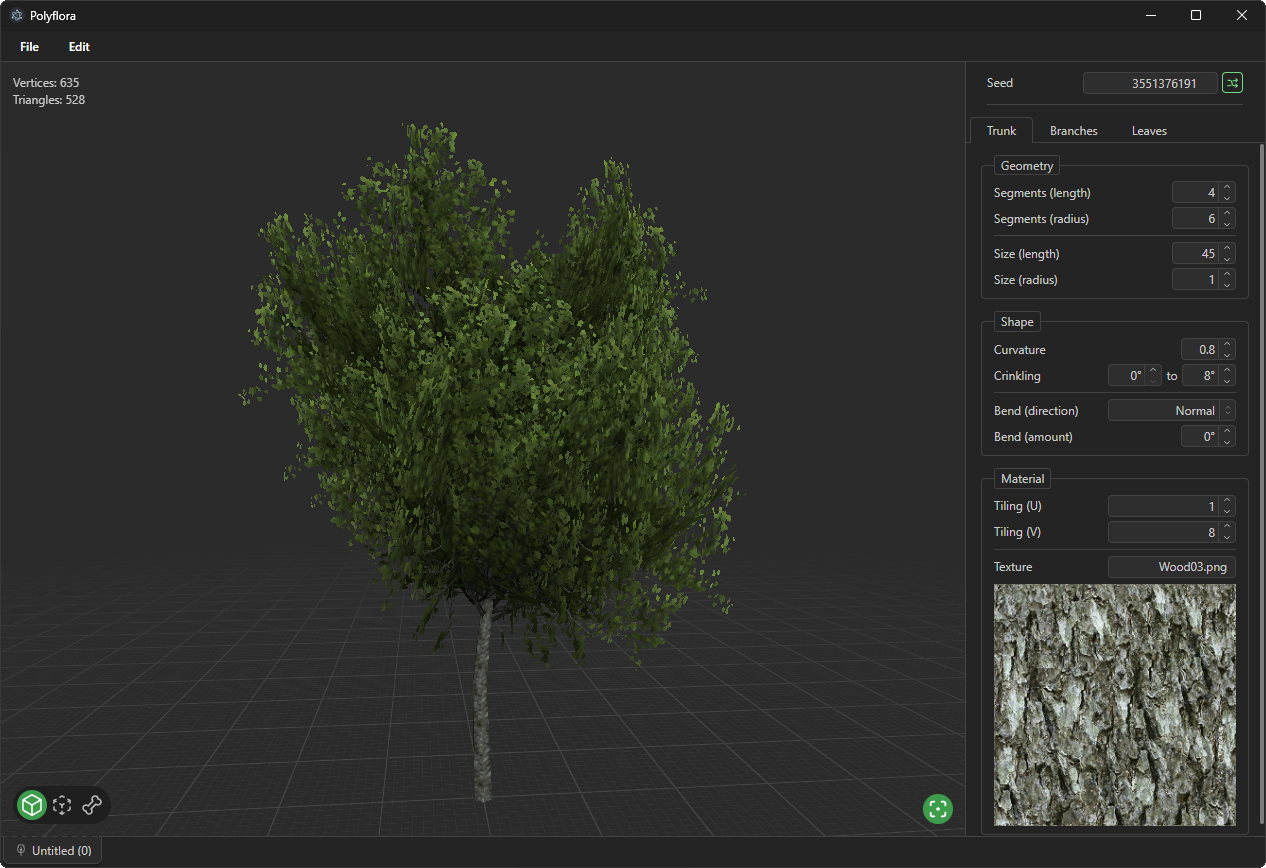 Polyflora
File Edit
Vertices: 635
Triangles: 528
Seed 3551376191
Trunk Branches Leaves
Geometry
Segments (length) 4
Segments (radius) 6
Size (length) 45
Size (radius) 1
Shape
Curvature 0.8
Crinkling 0° to 8°
Bend (direction) Normal
Bend (amount) 0°
Material
Tiling (U) 1
Tiling (V) 8
Texture Wood03.png
Untitled (0)